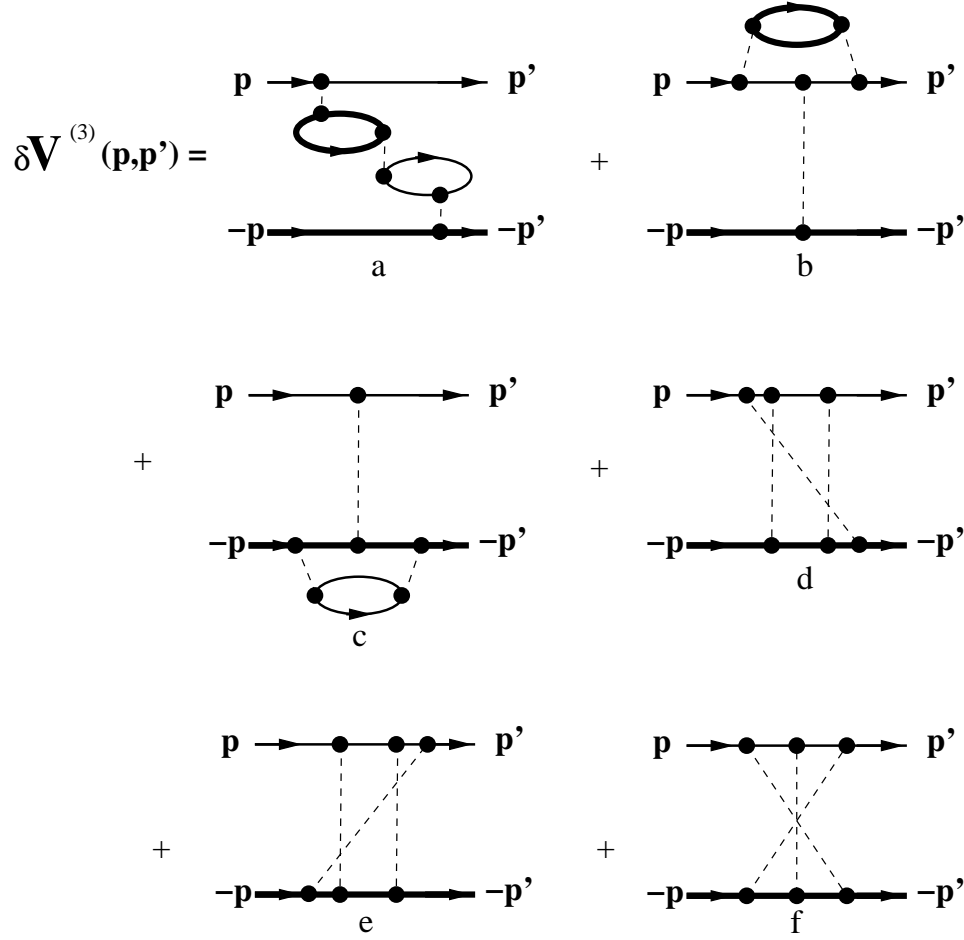 p p’ p p’
δV (3) (p,p’) = +
−p −p’ −p −p’
a b
p p’ p p’
+ +
−p −p’ −p −p’
c d
p p’ p p’
+ +
−p −p’ −p −p’
e f